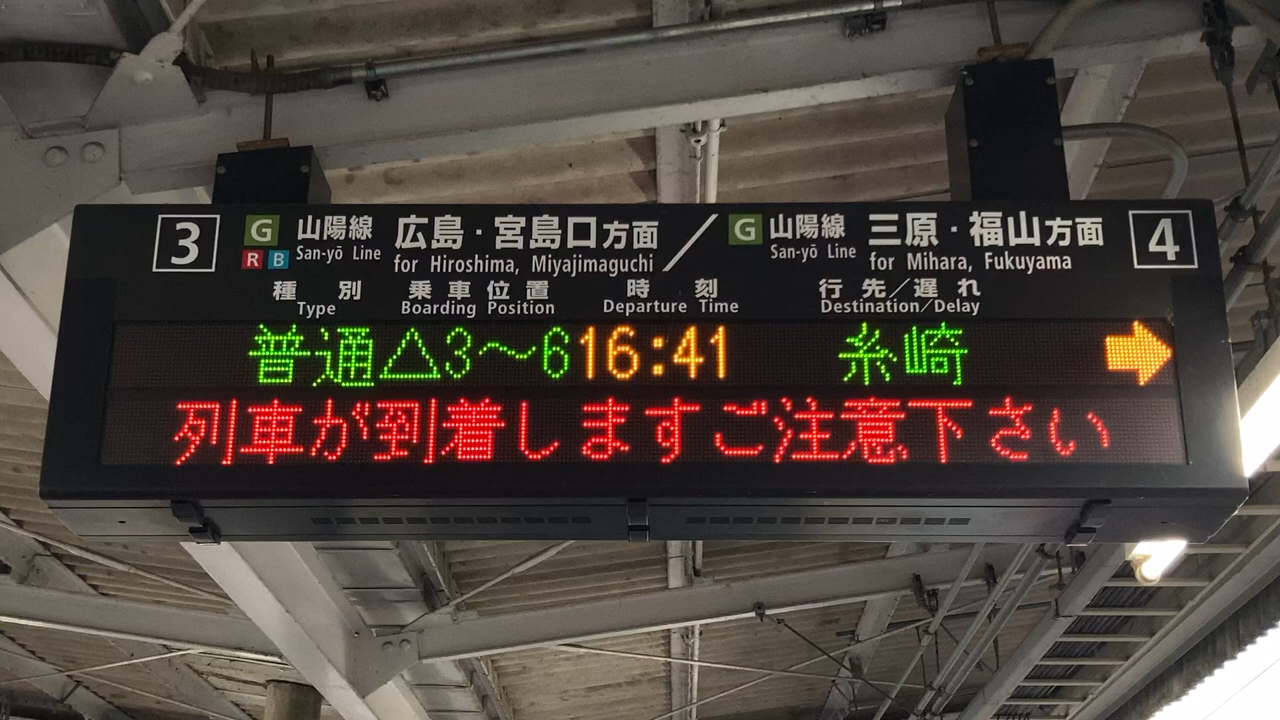 3 G 山陽線 広島・宮島口方面 / G 山陽線 三原・福山方面 4
R B San-yō Line for Hiroshima, Miyajimaguchi San-yō Line for Mihara, Fukuyama
種別 乗車位置 時刻 行先/遅れ
Type Boarding Position Departure Time Destination/Delay
普通△3〜6 16:41 糸崎 ➡
列車が到着しますご注意下さい